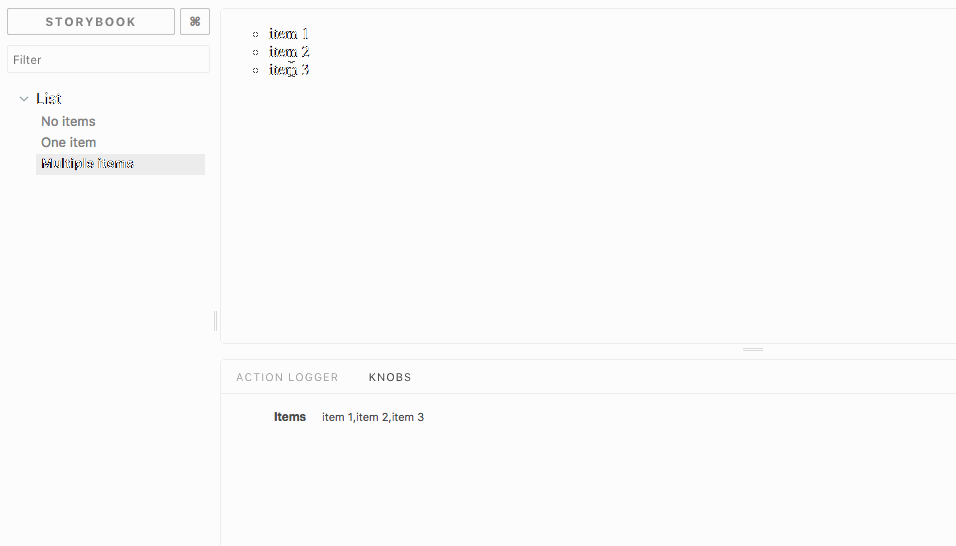 STORYBOOK ⌘
Filter
List
No items
One item
Multiple items
item 1
item 2
item 3
ACTION LOGGER KNOBS
Items item 1,item 2,item 3